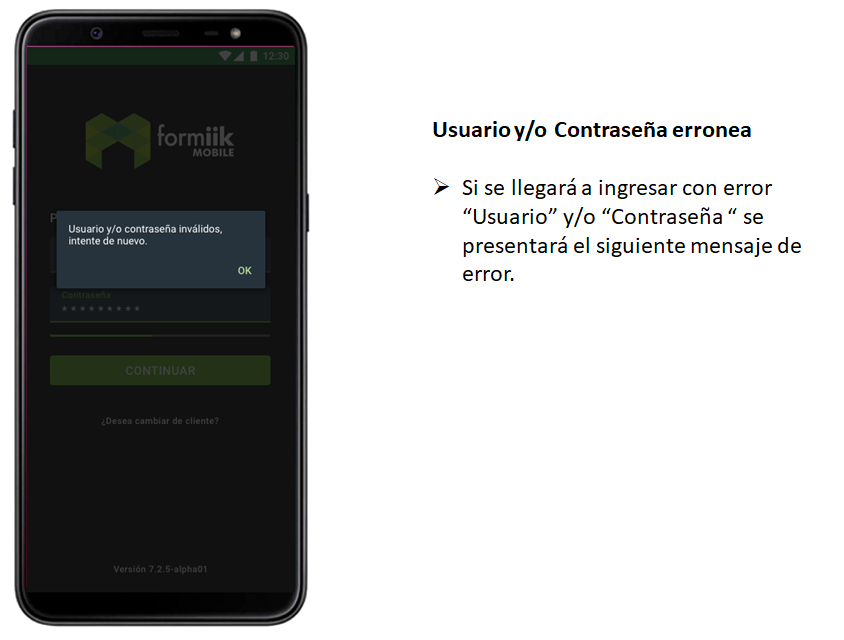 12:30
formiik
MOBILE
P
Usuario y/o contraseña inválidos,
intente de nuevo.
OK
Contraseña
*********
CONTINUAR
¿Desea cambiar de cliente?
Versión 7.2.5-alpha01
Usuario y/o Contraseña erronea
➢ Si se llegará a ingresar con error
“Usuario” y/o “Contraseña “ se
presentará el siguiente mensaje de
error.